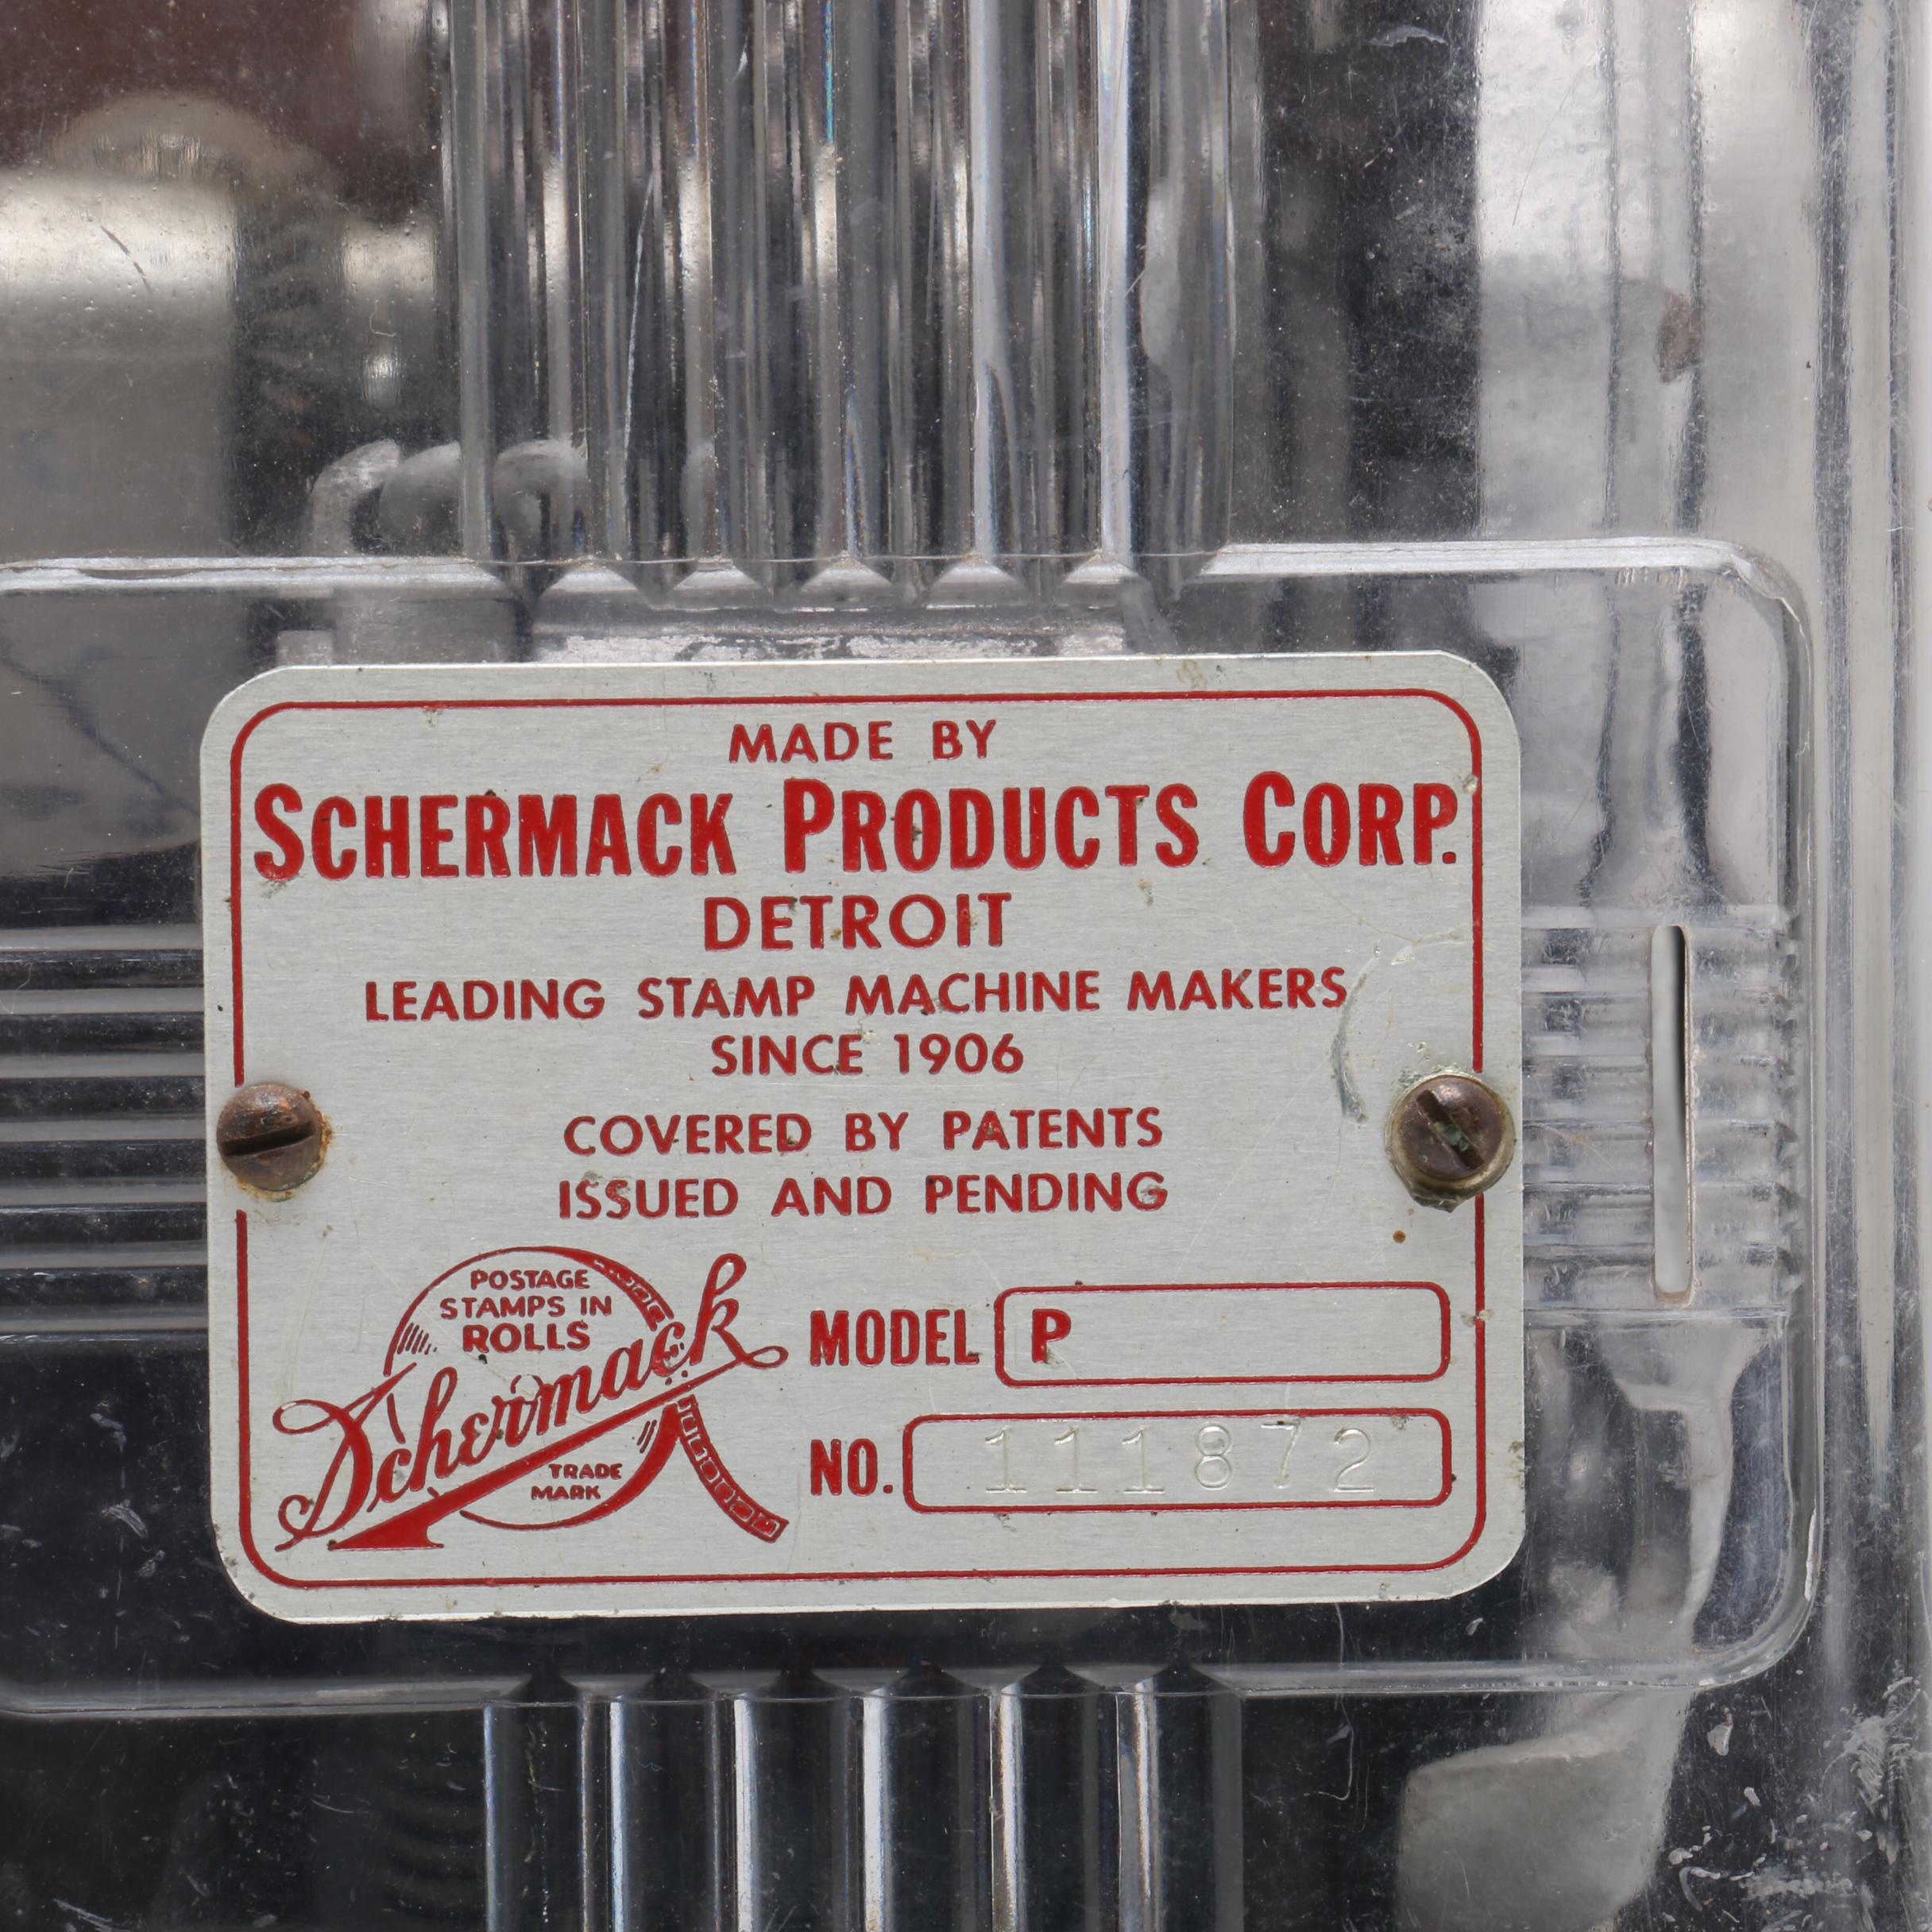 MADE BY
SCHERMACK PRODUCTS CORP.
DETROIT
LEADING STAMP MACHINE MAKERS
SINCE 1906
COVERED BY PATENTS
ISSUED AND PENDING
POSTAGE
STAMPS IN
ROLLS
Schermack
TRADE
MARK
MODEL P
NO. 111872